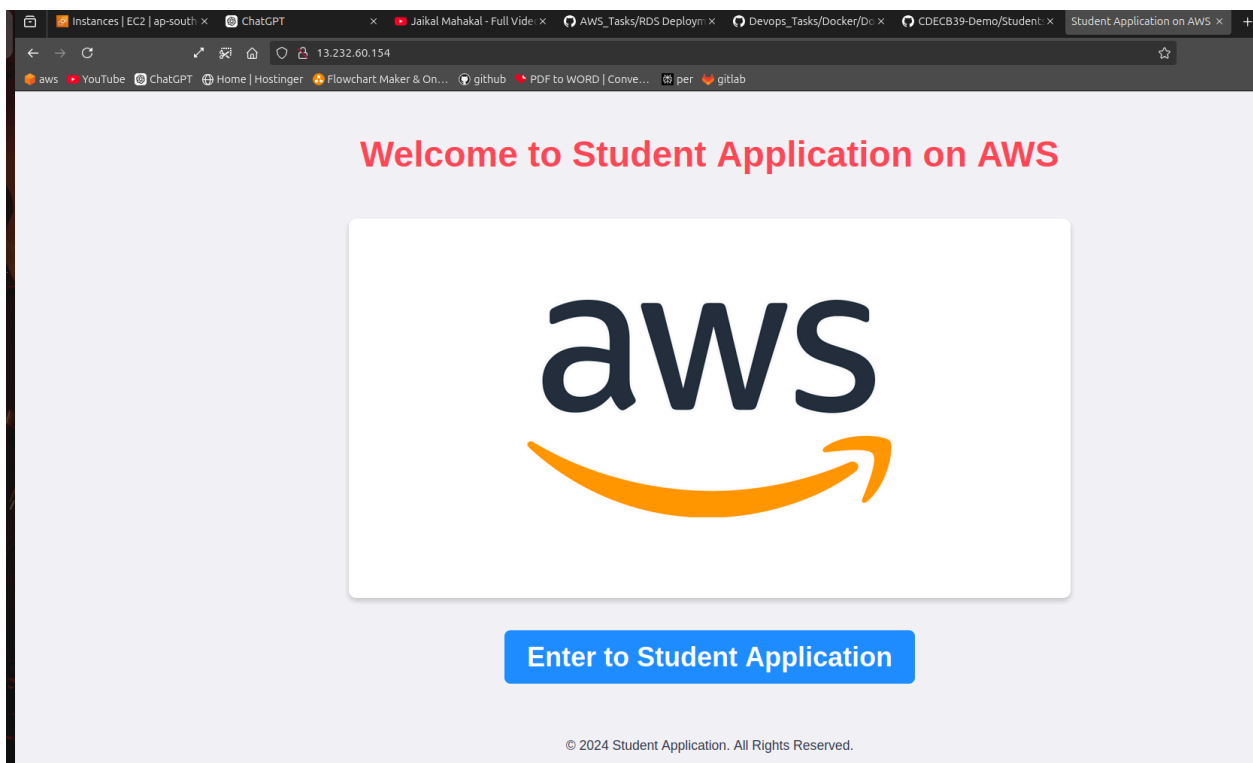 Instances | EC2 | ap-south
ChatGPT
Jaikal Mahakal - Full Vide
AWS_Tasks/RDS Deploym
Devops_Tasks/Docker/Do
CDECB39-Demo/Student
Student Application on AWS
13.232.60.154
aws
YouTube
ChatGPT
Home | Hostinger
Flowchart Maker & On...
github
PDF to WORD | Conve...
per
gitlab
Welcome to Student Application on AWS
aws
Enter to Student Application
© 2024 Student Application. All Rights Reserved.